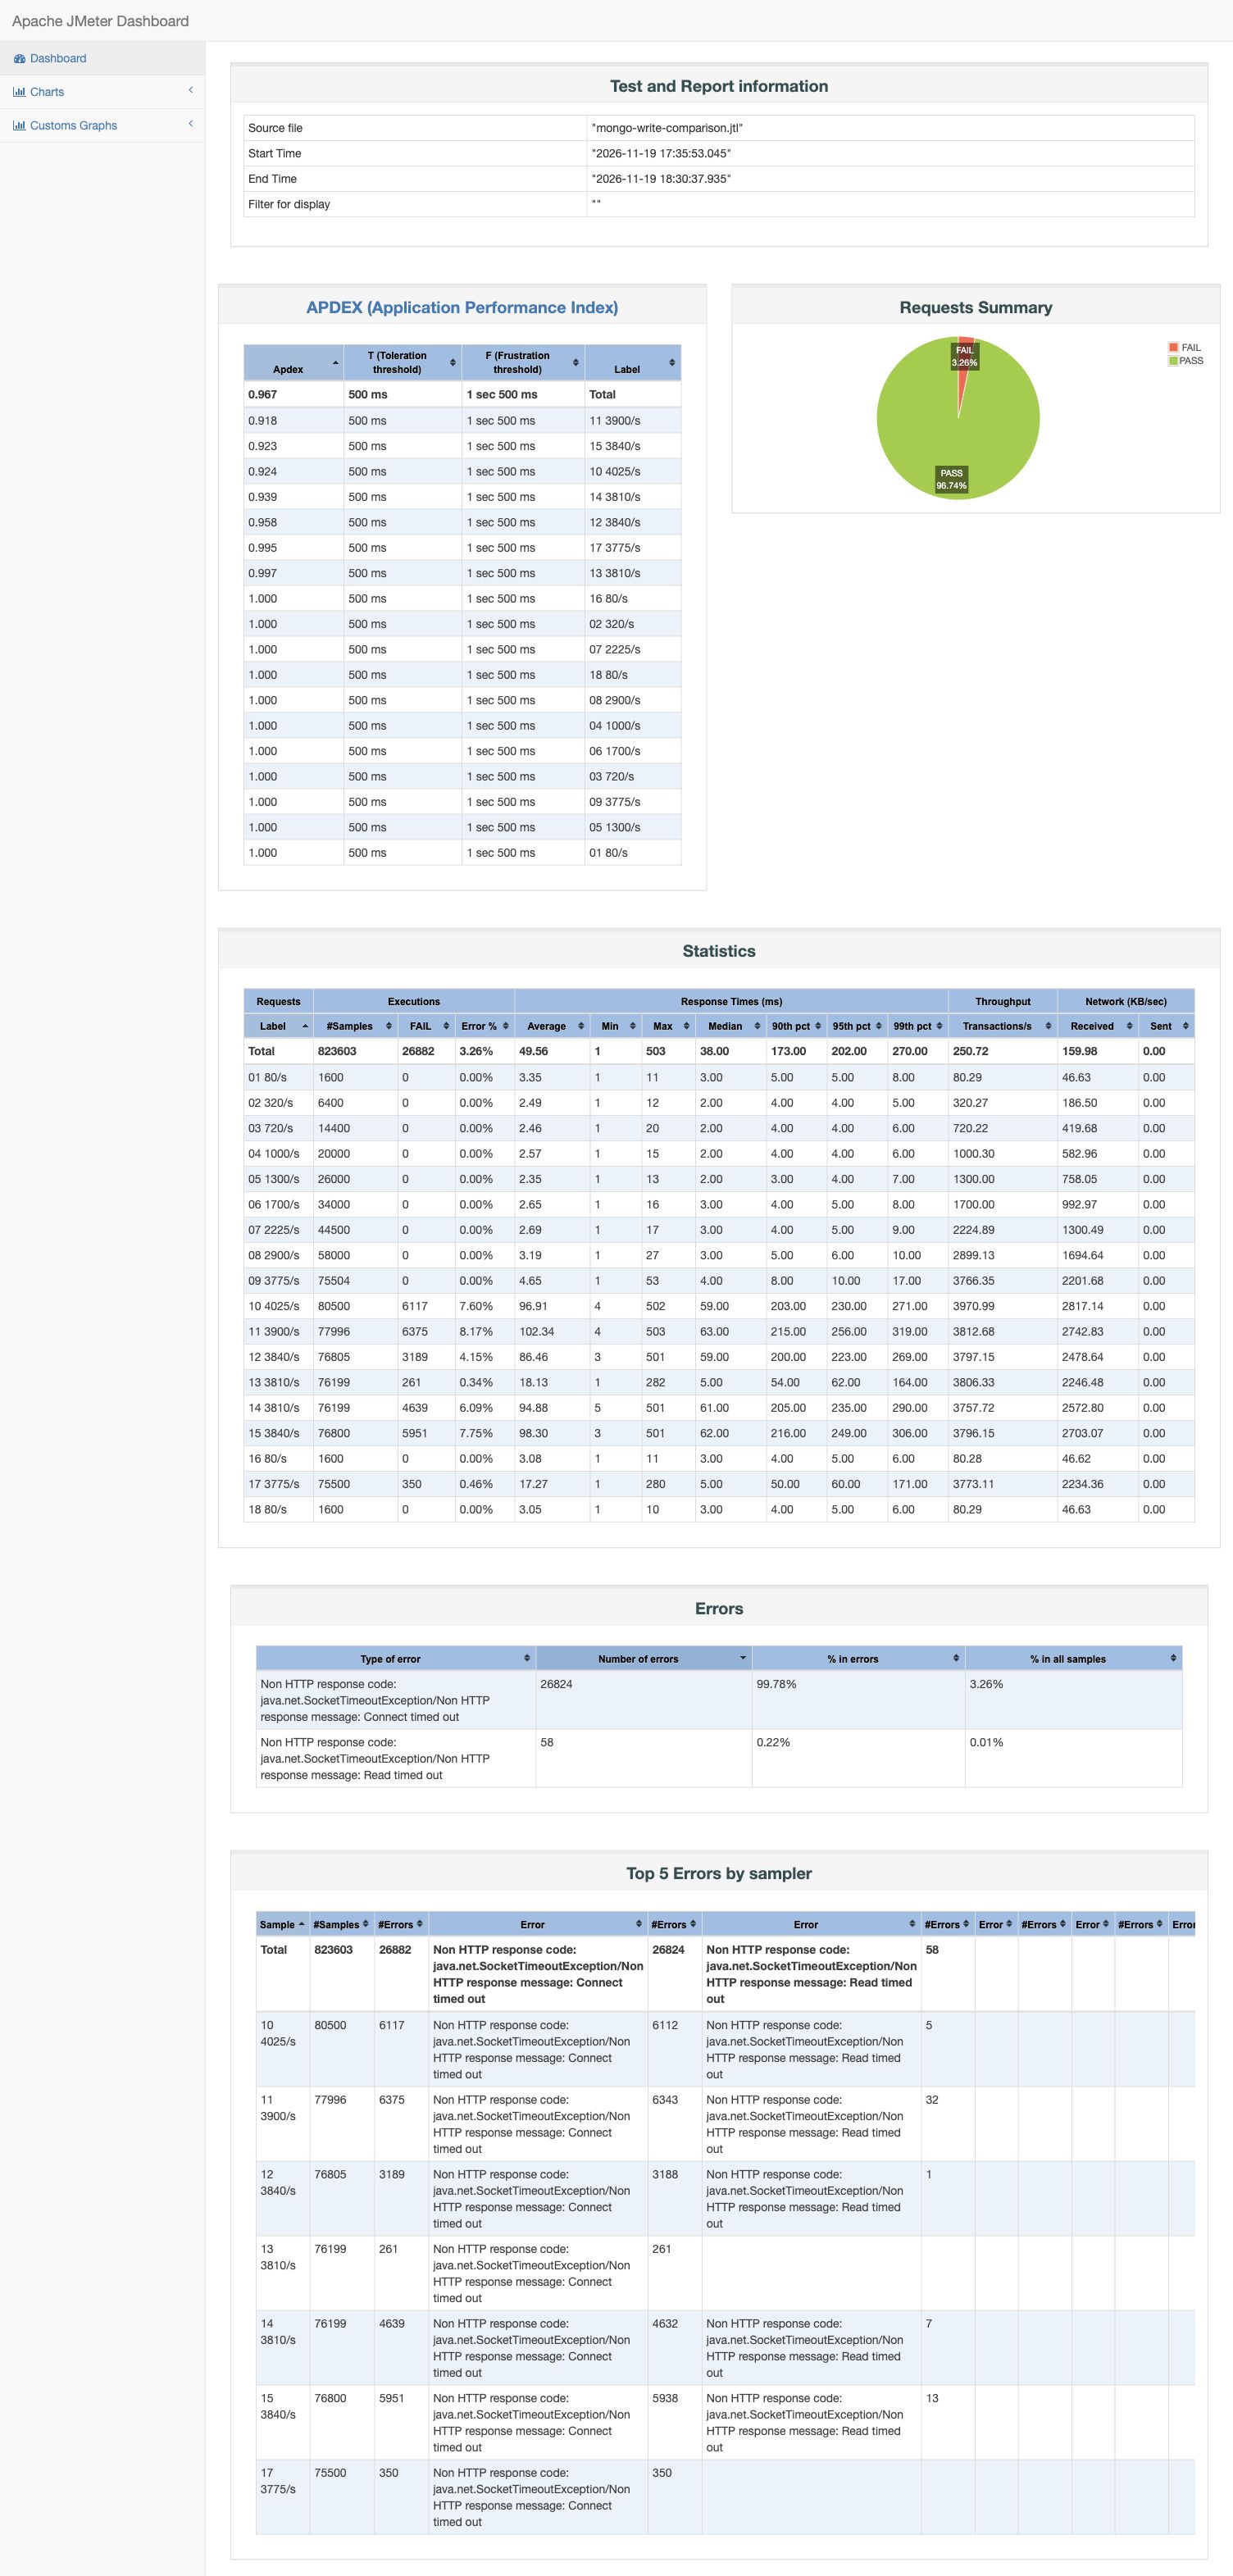 Apache JMeter Dashboard
Dashboard
Charts
Customs Graphs
Test and Report information
Source file "mongo-write-comparison.jtl"
Start Time "2026-11-19 17:35:53.045"
End Time "2026-11-19 18:30:37.935"
Filter for display ""
APDEX (Application Performance Index)
Apdex T (Toleration threshold) F (Frustration threshold) Label
0.967 500 ms 1 sec 500 ms Total
0.918 500 ms 1 sec 500 ms 11 3900/s
0.923 500 ms 1 sec 500 ms 15 3840/s
0.924 500 ms 1 sec 500 ms 10 4025/s
0.939 500 ms 1 sec 500 ms 14 3810/s
0.958 500 ms 1 sec 500 ms 12 3840/s
0.995 500 ms 1 sec 500 ms 17 3775/s
0.997 500 ms 1 sec 500 ms 13 3810/s
1.000 500 ms 1 sec 500 ms 16 80/s
1.000 500 ms 1 sec 500 ms 02 320/s
1.000 500 ms 1 sec 500 ms 07 2225/s
1.000 500 ms 1 sec 500 ms 18 80/s
1.000 500 ms 1 sec 500 ms 08 2900/s
1.000 500 ms 1 sec 500 ms 04 1000/s
1.000 500 ms 1 sec 500 ms 06 1700/s
1.000 500 ms 1 sec 500 ms 03 720/s
1.000 500 ms 1 sec 500 ms 09 3775/s
1.000 500 ms 1 sec 500 ms 05 1300/s
1.000 500 ms 1 sec 500 ms 01 80/s
Requests Summary
FAIL
3.26%
PASS
96.74%
FAIL
PASS
Statistics
Requests Executions Response Times (ms) Throughput Network (KB/sec)
Label #Samples FAIL Error % Average Min Max Median 90th pct 95th pct 99th pct Transactions/s Received Sent
Total 823603 26882 3.26% 49.56 1 503 38.00 173.00 202.00 270.00 250.72 159.98 0.00
01 80/s 1600 0 0.00% 3.35 1 11 3.00 5.00 5.00 8.00 80.29 46.63 0.00
02 320/s 6400 0 0.00% 2.49 1 12 2.00 4.00 4.00 5.00 320.27 186.50 0.00
03 720/s 14400 0 0.00% 2.46 1 20 2.00 4.00 4.00 6.00 720.22 419.68 0.00
04 1000/s 20000 0 0.00% 2.57 1 15 2.00 4.00 4.00 6.00 1000.30 582.96 0.00
05 1300/s 26000 0 0.00% 2.35 1 13 2.00 3.00 4.00 7.00 1300.00 758.05 0.00
06 1700/s 34000 0 0.00% 2.65 1 16 3.00 4.00 5.00 8.00 1700.00 992.97 0.00
07 2225/s 44500 0 0.00% 2.69 1 17 3.00 4.00 5.00 9.00 2224.89 1300.49 0.00
08 2900/s 58000 0 0.00% 3.19 1 27 3.00 5.00 6.00 10.00 2899.13 1694.64 0.00
09 3775/s 75504 0 0.00% 4.65 1 53 4.00 8.00 10.00 17.00 3766.35 2201.68 0.00
10 4025/s 80500 6117 7.60% 96.91 4 502 59.00 203.00 230.00 271.00 3970.99 2817.14 0.00
11 3900/s 77996 6375 8.17% 102.34 4 503 63.00 215.00 256.00 319.00 3812.68 2742.83 0.00
12 3840/s 76805 3189 4.15% 86.46 3 501 59.00 200.00 223.00 269.00 3797.15 2478.64 0.00
13 3810/s 76199 261 0.34% 18.13 1 282 5.00 54.00 62.00 164.00 3806.33 2246.48 0.00
14 3810/s 76199 4639 6.09% 94.88 5 501 61.00 205.00 235.00 290.00 3757.72 2572.80 0.00
15 3840/s 76800 5951 7.75% 98.30 3 501 62.00 216.00 249.00 306.00 3796.15 2703.07 0.00
16 80/s 1600 0 0.00% 3.08 1 11 3.00 4.00 5.00 6.00 80.28 46.62 0.00
17 3775/s 75500 350 0.46% 17.27 1 280 5.00 50.00 60.00 171.00 3773.11 2234.36 0.00
18 80/s 1600 0 0.00% 3.05 1 10 3.00 4.00 5.00 6.00 80.29 46.63 0.00
Errors
Type of error Number of errors % in errors % in all samples
Non HTTP response code: 26824 99.78% 3.26%
java.net.SocketTimeoutException/Non HTTP
response message: Connect timed out
Non HTTP response code: 58 0.22% 0.01%
java.net.SocketTimeoutException/Non HTTP
response message: Read timed out
Top 5 Errors by sampler
Sample #Samples #Errors Error #Errors Error #Errors Error #Errors Error #Errors Error
Total 823603 26882 Non HTTP response code: 26824 Non HTTP response code: 58
java.net.SocketTimeoutException/Non java.net.SocketTimeoutException/Non
HTTP response message: Connect HTTP response message: Read timed
timed out out
10 80500 6117 Non HTTP response code: 6112 Non HTTP response code: 5
4025/s java.net.SocketTimeoutException/Non java.net.SocketTimeoutException/Non
HTTP response message: Connect HTTP response message: Read timed
timed out out
11 77996 6375 Non HTTP response code: 6343 Non HTTP response code: 32
3900/s java.net.SocketTimeoutException/Non java.net.SocketTimeoutException/Non
HTTP response message: Connect HTTP response message: Read timed
timed out out
12 76805 3189 Non HTTP response code: 3188 Non HTTP response code: 1
3840/s java.net.SocketTimeoutException/Non java.net.SocketTimeoutException/Non
HTTP response message: Connect HTTP response message: Read timed
timed out out
13 76199 261 Non HTTP response code: 261
3810/s java.net.SocketTimeoutException/Non
HTTP response message: Connect
timed out
14 76199 4639 Non HTTP response code: 4632 Non HTTP response code: 7
3810/s java.net.SocketTimeoutException/Non java.net.SocketTimeoutException/Non
HTTP response message: Connect HTTP response message: Read timed
timed out out
15 76800 5951 Non HTTP response code: 5938 Non HTTP response code: 13
3840/s java.net.SocketTimeoutException/Non java.net.SocketTimeoutException/Non
HTTP response message: Connect HTTP response message: Read timed
timed out out
17 75500 350 Non HTTP response code: 350
3775/s java.net.SocketTimeoutException/Non
HTTP response message: Connect
timed out